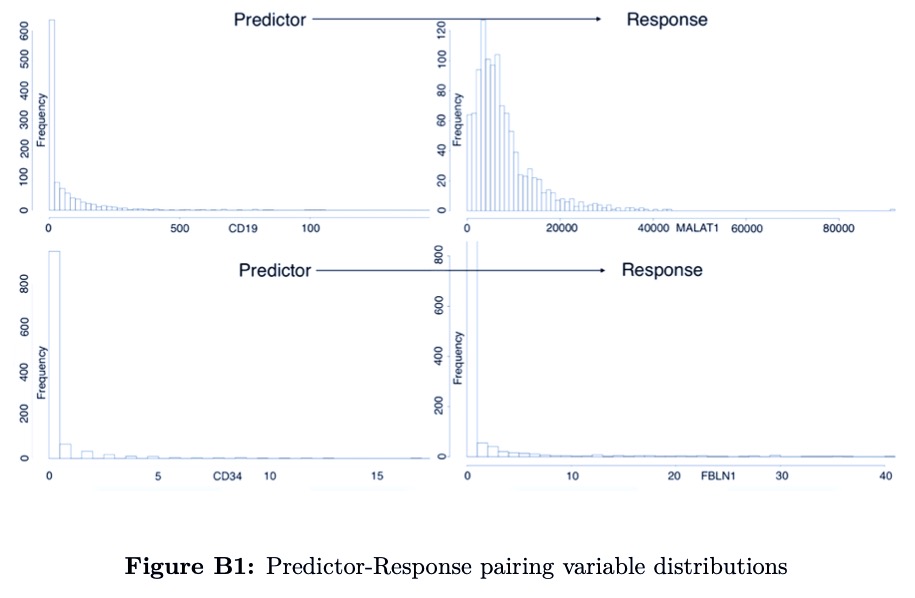 Predictor Response
600
500
400
300
200
100
0
Frequency
0 500 CD19 100
120
100
80
60
40
20
0
Frequency
0 20000 40000 MALAT1 60000 80000
Predictor Response
800
600
400
200
0
Frequency
0 5 CD34 10 15
800
600
400
200
0
Frequency
0 10 20 FBLN1 30 40
Figure B1: Predictor-Response pairing variable distributions